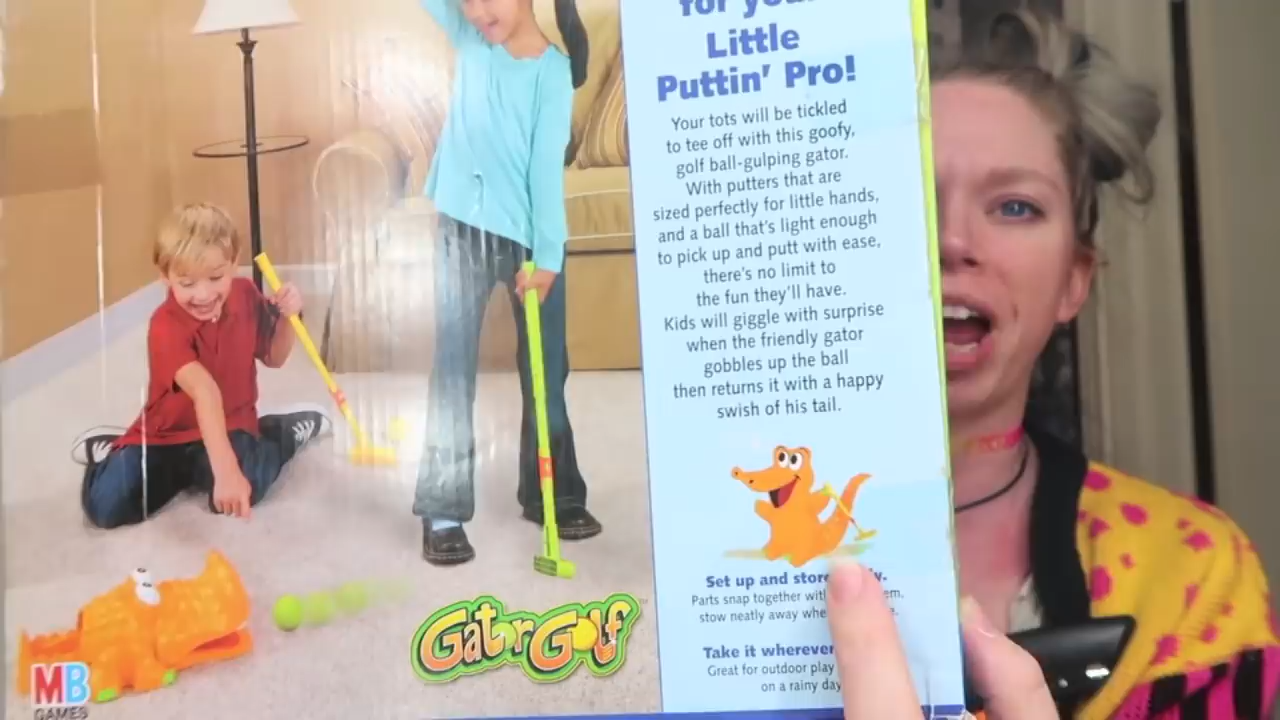 for your
Little
Puttin' Pro!
Your tots will be tickled
to tee off with this goofy,
golf ball-gulping gator.
With putters that are
sized perfectly for little hands,
and a ball that's light enough
to pick up and putt with ease,
there's no limit to
the fun they'll have.
Kids will giggle with surprise
when the friendly gator
gobbles up the ball
then returns it with a happy
swish of his tail.
Set up and store
Parts snap together
stow neatly away
Take it wherever
Great for outdoor play
on a rainy day
Gator Golf
MB
GAMES